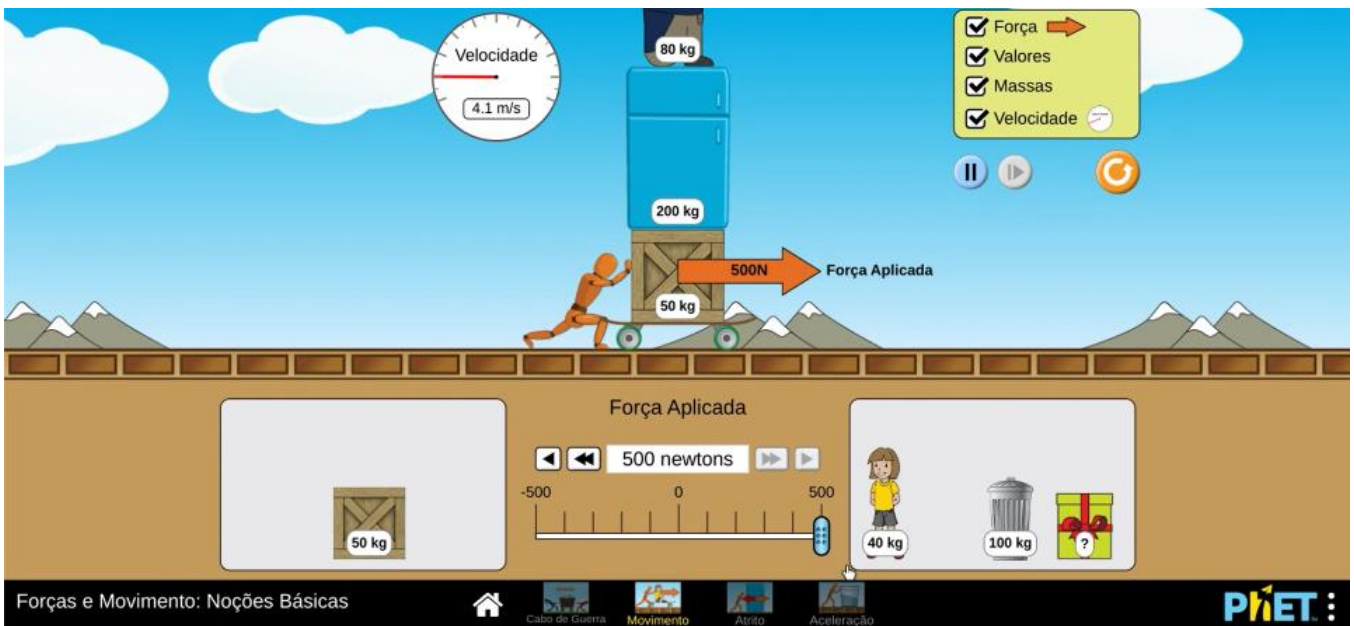 80 kg
Velocidade
4.1 m/s
Força
Valores
Massas
Velocidade
200 kg
500N
Força Aplicada
50 kg
Força Aplicada
500 newtons
-500
0
500
50 kg
40 kg
100 kg
?
Forças e Movimento: Noções Básicas
Cabo de Guerra
Movimento
Atrito
Aceleração
PhET